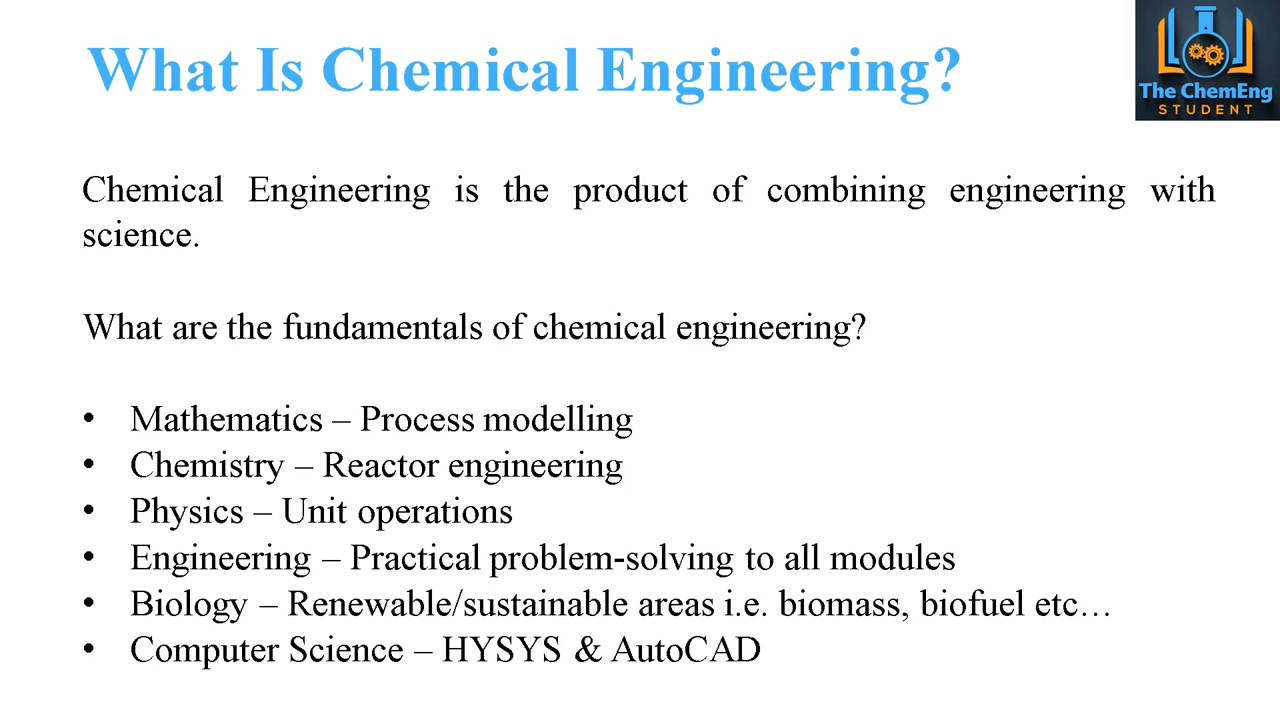 What Is Chemical Engineering?
The ChemEng
STUDENT
Chemical Engineering is the product of combining engineering with
science.
What are the fundamentals of chemical engineering?
• Mathematics – Process modelling
• Chemistry – Reactor engineering
• Physics – Unit operations
• Engineering – Practical problem-solving to all modules
• Biology – Renewable/sustainable areas i.e. biomass, biofuel etc…
• Computer Science – HYSYS & AutoCAD